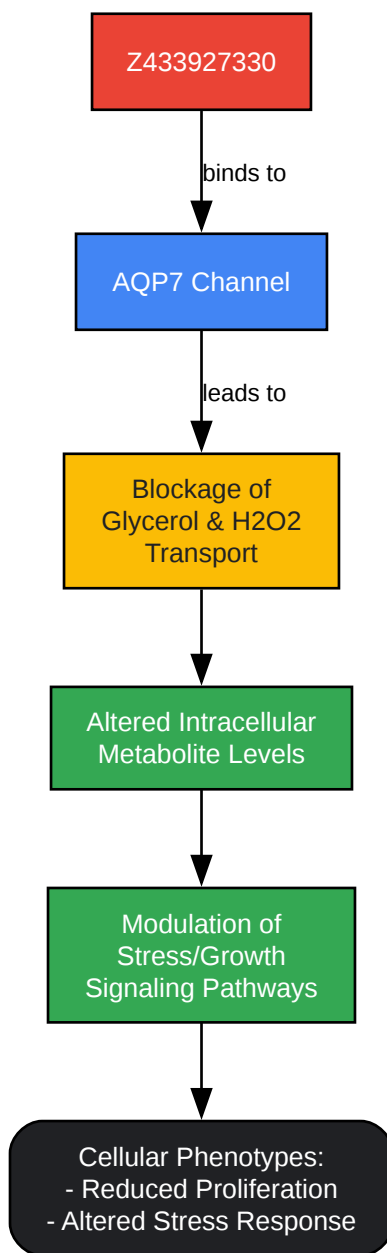 Z433927330
binds to
AQP7 Channel
leads to
Blockage of
Glycerol & H2O2
Transport
Altered Intracellular
Metabolite Levels
Modulation of
Stress/Growth
Signaling Pathways
Cellular Phenotypes:
- Reduced Proliferation
- Altered Stress Response